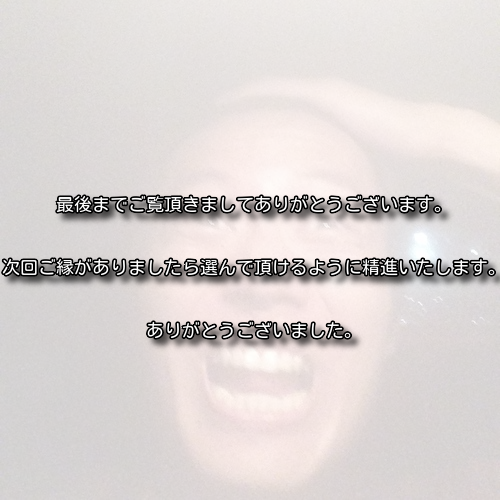 最後までご覧頂きましてありがとうございます。
次回ご縁がありましたら選んで頂けるように精進いたします。
ありがとうございました。